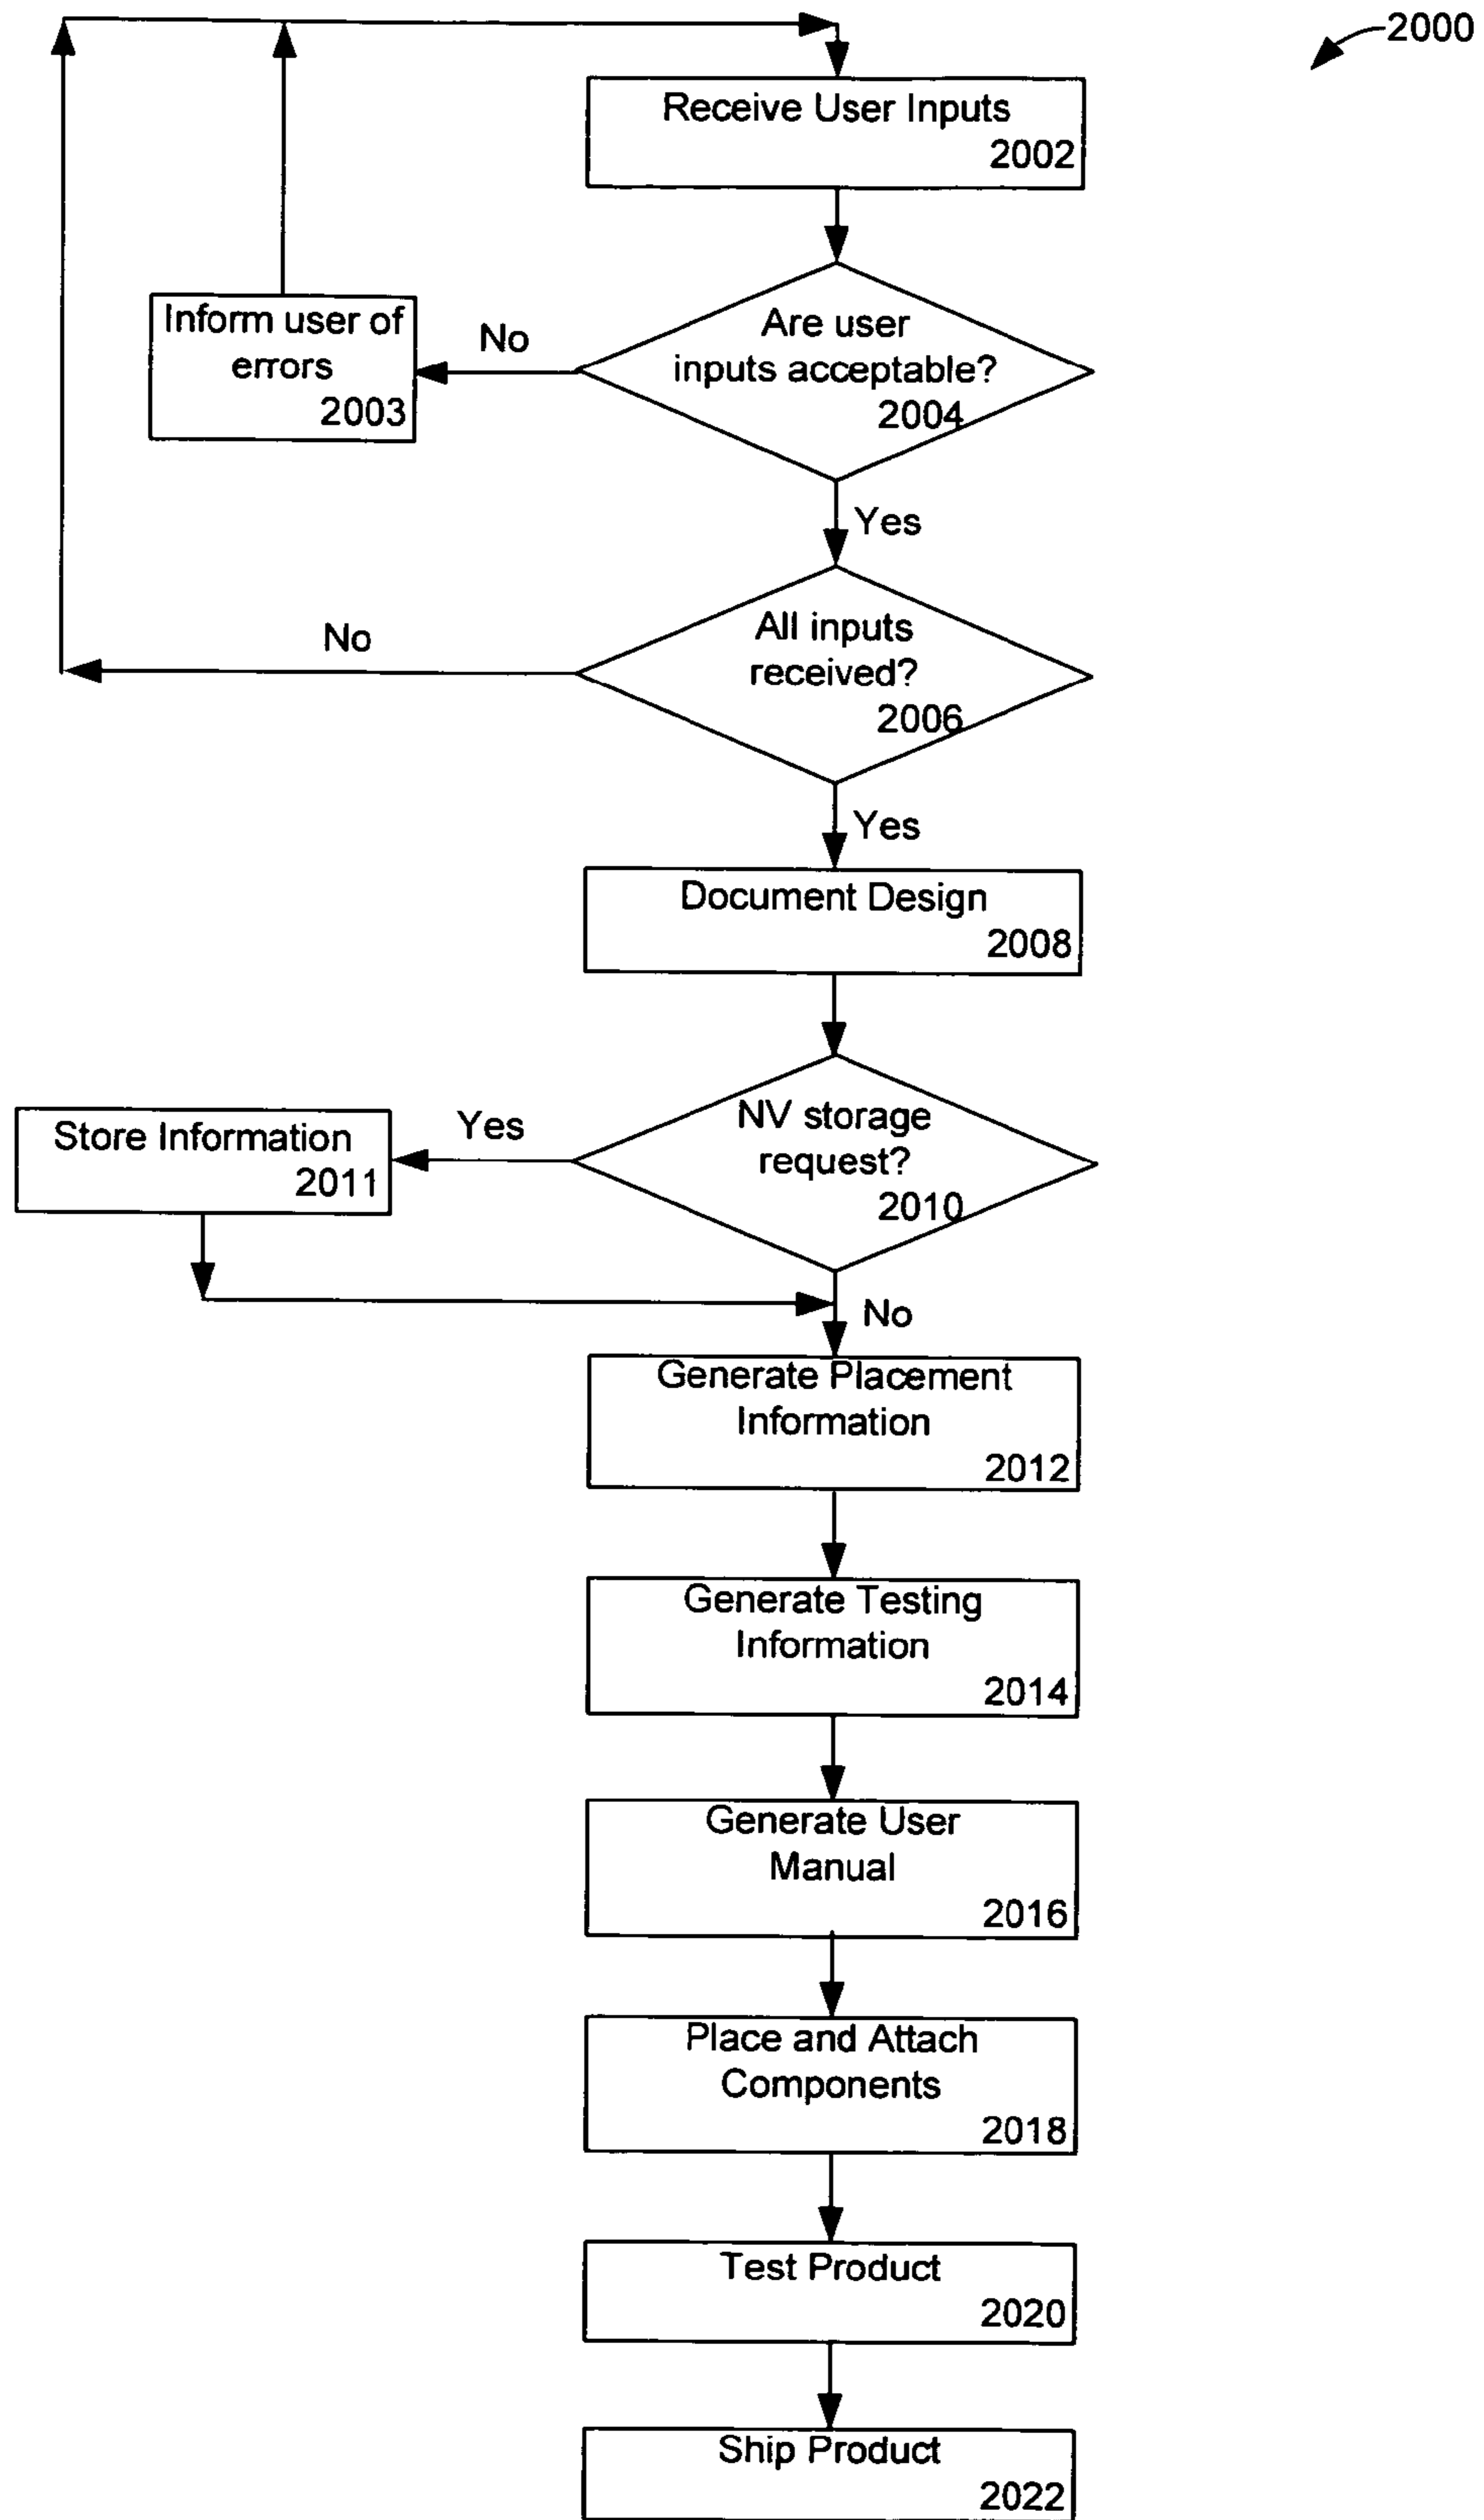 2000
Receive User Inputs
2002
Inform user of
errors
2003
No
Are user
inputs acceptable?
2004
Yes
No
All inputs
received?
2006
Yes
Document Design
2008
Store Information
2011
Yes
NV storage
request?
2010
No
Generate Placement
Information
2012
Generate Testing
Information
2014
Generate User
Manual
2016
Place and Attach
Components
2018
Test Product
2020
Ship Product
2022